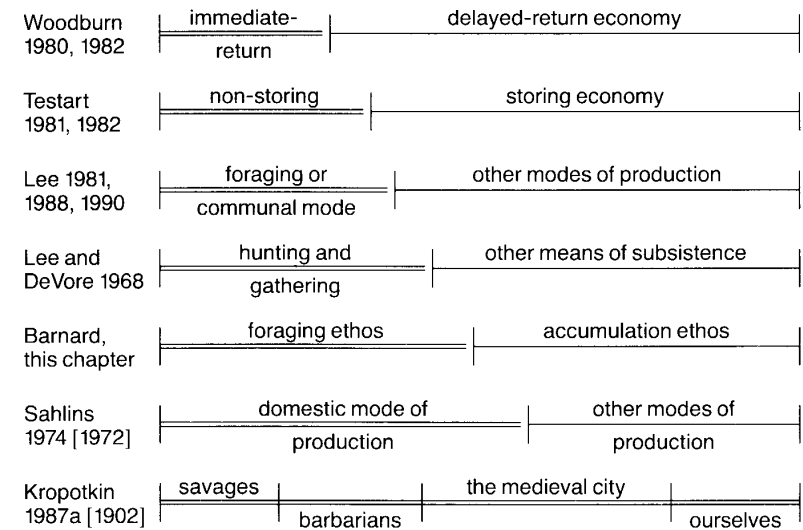 Woodburn
1980, 1982
immediate-
return
delayed-return economy
Testart
1981, 1982
non-storing
storing economy
Lee 1981,
1988, 1990
foraging or
communal mode
other modes of production
Lee and
DeVore 1968
hunting and
gathering
other means of subsistence
Barnard,
this chapter
foraging ethos
accumulation ethos
Sahlins
1974 [1972]
domestic mode of
production
other modes of
production
Kropotkin
1987a [1902]
savages
barbarians
the medieval city
ourselves